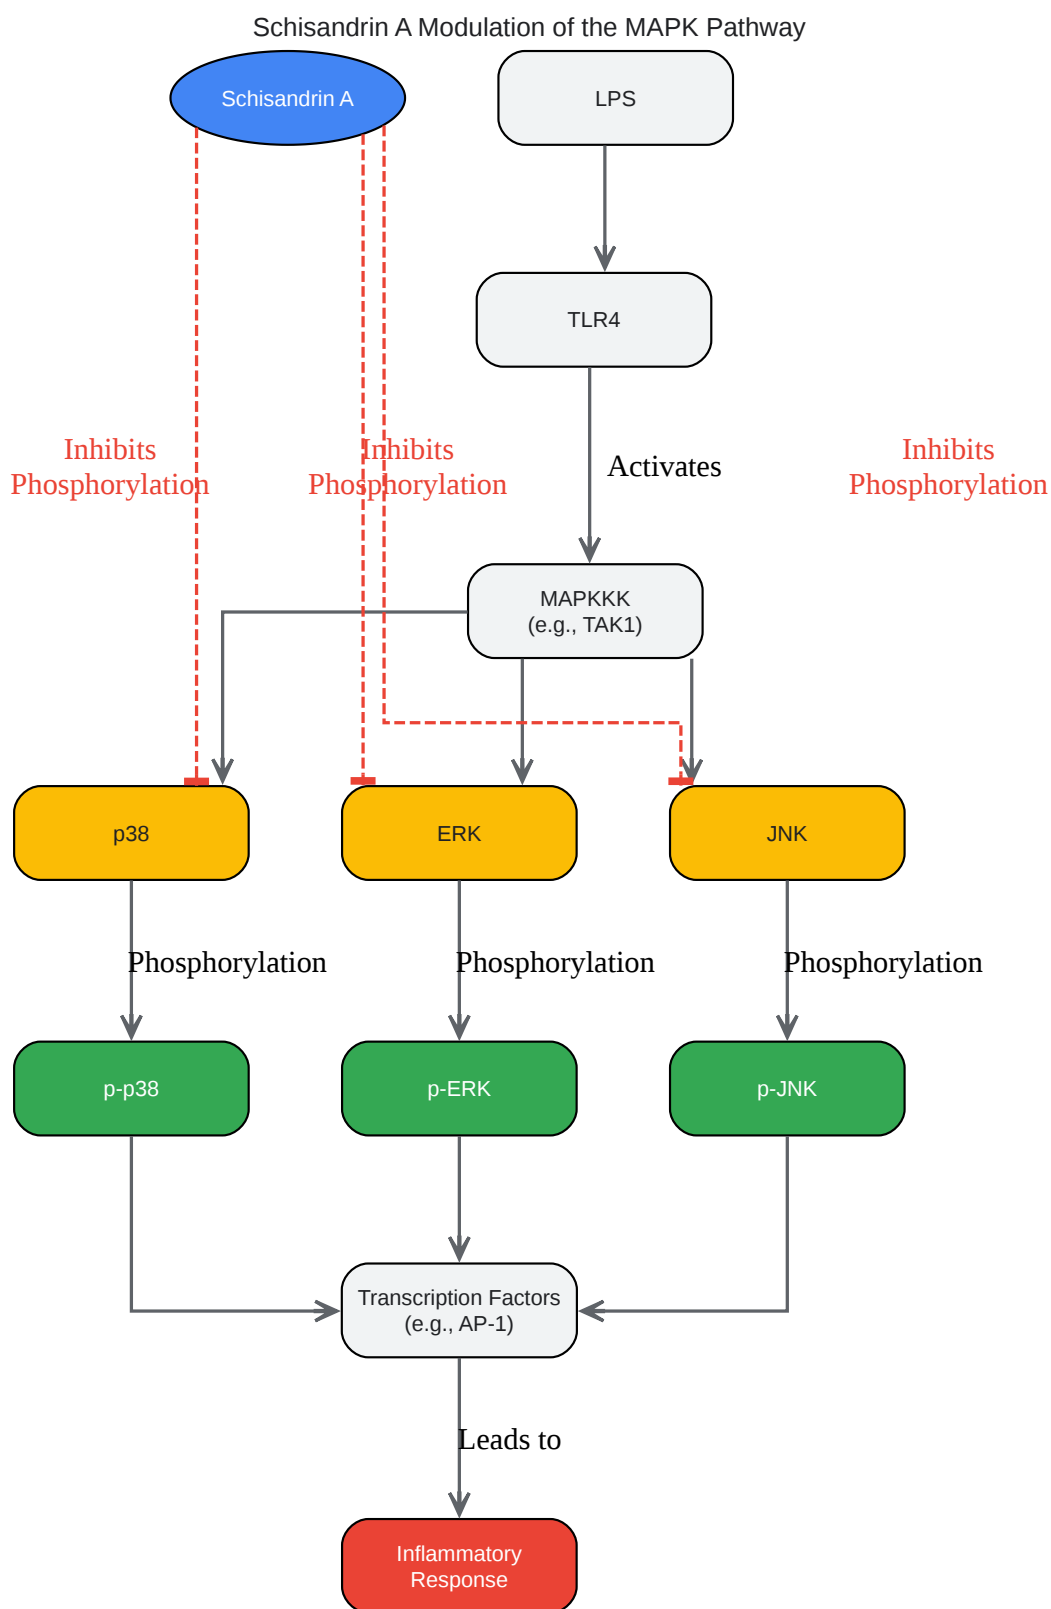 Schisandrin A Modulation of the MAPK Pathway
Schisandrin A
LPS
TLR4
Inhibits
Phosphorylation
Inhibits
Phosphorylation
Activates
Inhibits
Phosphorylation
MAPKKK
(e.g., TAK1)
p38
ERK
JNK
Phosphorylation
Phosphorylation
Phosphorylation
p-p38
p-ERK
p-JNK
Transcription Factors
(e.g., AP-1)
Leads to
Inflammatory
Response